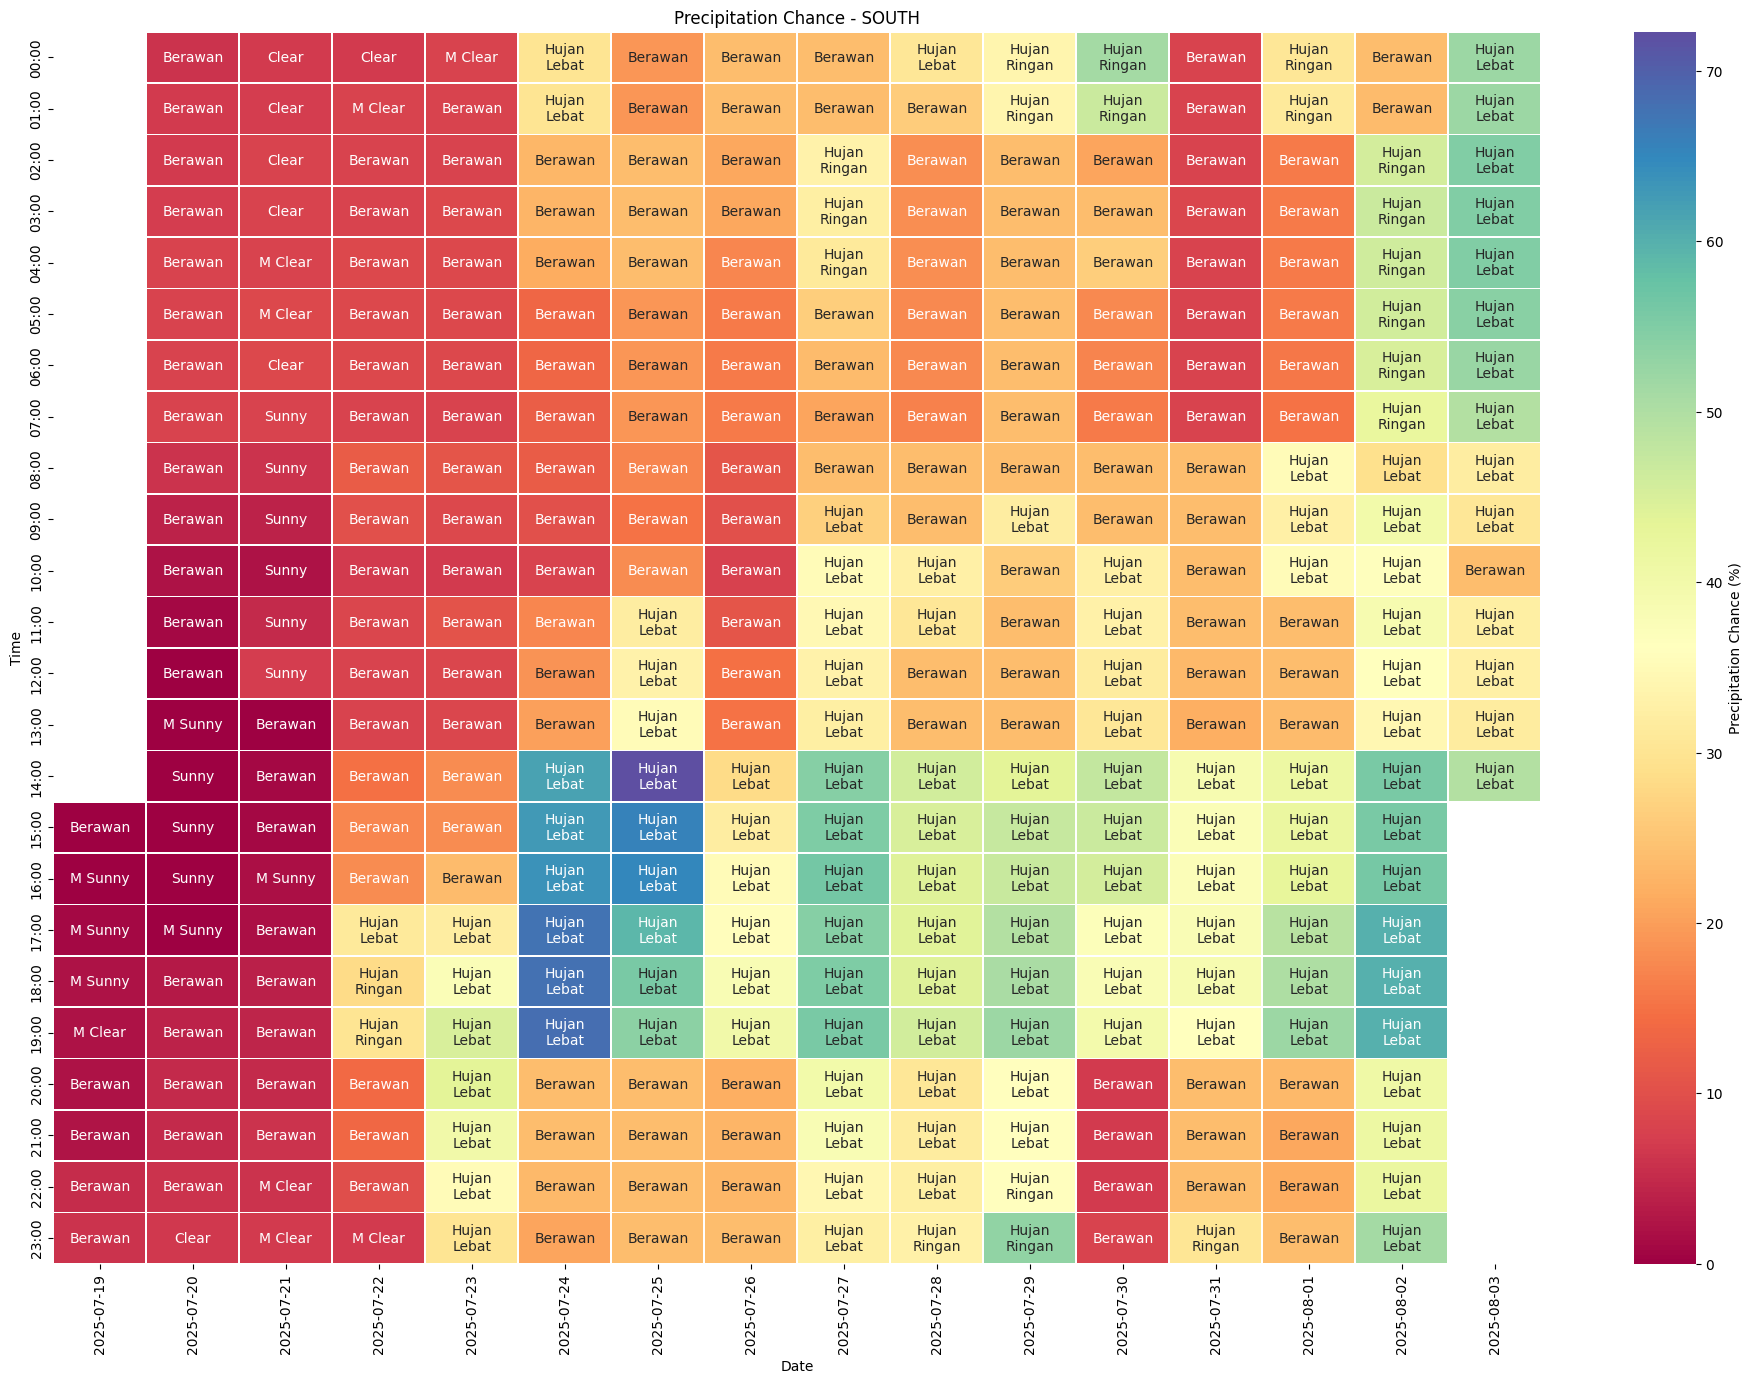 Precipitation Chance - SOUTH
00:00 Berawan Clear Clear M Clear Hujan Lebat Berawan Berawan Berawan Hujan Lebat Hujan Ringan Hujan Ringan Berawan Hujan Ringan Berawan Hujan Lebat
01:00 Berawan Clear M Clear Berawan Hujan Lebat Berawan Berawan Berawan Berawan Hujan Ringan Hujan Ringan Berawan Hujan Ringan Berawan Hujan Lebat
02:00 Berawan Clear Berawan Berawan Berawan Berawan Berawan Hujan Ringan Berawan Berawan Berawan Berawan Berawan Hujan Ringan Hujan Lebat
03:00 Berawan Clear Berawan Berawan Berawan Berawan Berawan Hujan Ringan Berawan Berawan Berawan Berawan Berawan Hujan Ringan Hujan Lebat
04:00 Berawan M Clear Berawan Berawan Berawan Berawan Berawan Hujan Ringan Berawan Berawan Berawan Berawan Berawan Hujan Ringan Hujan Lebat
05:00 Berawan M Clear Berawan Berawan Berawan Berawan Berawan Berawan Berawan Berawan Berawan Berawan Berawan Hujan Ringan Hujan Lebat
06:00 Berawan Clear Berawan Berawan Berawan Berawan Berawan Berawan Berawan Berawan Berawan Berawan Berawan Hujan Ringan Hujan Lebat
07:00 Berawan Sunny Berawan Berawan Berawan Berawan Berawan Berawan Berawan Berawan Berawan Berawan Berawan Hujan Ringan Hujan Lebat
08:00 Berawan Sunny Berawan Berawan Berawan Berawan Berawan Berawan Berawan Berawan Berawan Berawan Hujan Lebat Hujan Lebat Hujan Lebat
09:00 Berawan Sunny Berawan Berawan Berawan Berawan Berawan Hujan Lebat Berawan Hujan Lebat Berawan Berawan Hujan Lebat Hujan Lebat Hujan Lebat
10:00 Berawan Sunny Berawan Berawan Berawan Berawan Berawan Hujan Lebat Hujan Lebat Berawan Hujan Lebat Berawan Hujan Lebat Hujan Lebat Berawan
11:00 Berawan Sunny Berawan Berawan Berawan Hujan Lebat Berawan Hujan Lebat Hujan Lebat Berawan Hujan Lebat Berawan Berawan Hujan Lebat Hujan Lebat
12:00 Berawan Sunny Berawan Berawan Berawan Hujan Lebat Berawan Hujan Lebat Berawan Berawan Hujan Lebat Berawan Berawan Hujan Lebat Hujan Lebat
13:00 M Sunny Berawan Berawan Berawan Berawan Hujan Lebat Berawan Hujan Lebat Berawan Berawan Hujan Lebat Berawan Berawan Hujan Lebat Hujan Lebat
14:00 Sunny Berawan Berawan Berawan Hujan Lebat Hujan Lebat Hujan Lebat Hujan Lebat Hujan Lebat Hujan Lebat Hujan Lebat Hujan Lebat Hujan Lebat Hujan Lebat Hujan Lebat
15:00 Berawan Sunny Berawan Berawan Berawan Hujan Lebat Hujan Lebat Hujan Lebat Hujan Lebat Hujan Lebat Hujan Lebat Hujan Lebat Hujan Lebat Hujan Lebat Hujan Lebat
16:00 M Sunny Sunny M Sunny Berawan Berawan Hujan Lebat Hujan Lebat Hujan Lebat Hujan Lebat Hujan Lebat Hujan Lebat Hujan Lebat Hujan Lebat Hujan Lebat Hujan Lebat
17:00 M Sunny M Sunny Berawan Hujan Lebat Hujan Lebat Hujan Lebat Hujan Lebat Hujan Lebat Hujan Lebat Hujan Lebat Hujan Lebat Hujan Lebat Hujan Lebat Hujan Lebat Hujan Lebat
18:00 M Sunny Berawan Berawan Hujan Ringan Hujan Lebat Hujan Lebat Hujan Lebat Hujan Lebat Hujan Lebat Hujan Lebat Hujan Lebat Hujan Lebat Hujan Lebat Hujan Lebat Hujan Lebat
19:00 M Clear Berawan Berawan Hujan Ringan Hujan Lebat Hujan Lebat Hujan Lebat Hujan Lebat Hujan Lebat Hujan Lebat Hujan Lebat Hujan Lebat Hujan Lebat Hujan Lebat Hujan Lebat
20:00 Berawan Berawan Berawan Berawan Hujan Lebat Berawan Berawan Berawan Hujan Lebat Hujan Lebat Hujan Lebat Berawan Berawan Berawan Hujan Lebat
21:00 Berawan Berawan Berawan Berawan Hujan Lebat Berawan Berawan Berawan Hujan Lebat Hujan Lebat Hujan Lebat Berawan Berawan Berawan Hujan Lebat
22:00 Berawan Berawan M Clear Berawan Hujan Lebat Berawan Berawan Berawan Hujan Lebat Hujan Lebat Hujan Ringan Berawan Berawan Berawan Hujan Lebat
23:00 Berawan Clear M Clear M Clear Hujan Lebat Berawan Berawan Berawan Hujan Lebat Hujan Ringan Hujan Ringan Berawan Hujan Ringan Berawan Hujan Lebat
Time
2025-07-19 2025-07-20 2025-07-21 2025-07-22 2025-07-23 2025-07-24 2025-07-25 2025-07-26 2025-07-27 2025-07-28 2025-07-29 2025-07-30 2025-07-31 2025-08-01 2025-08-02 2025-08-03
Date
70
60
50
40
30
20
10
0
Precipitation Chance (%)